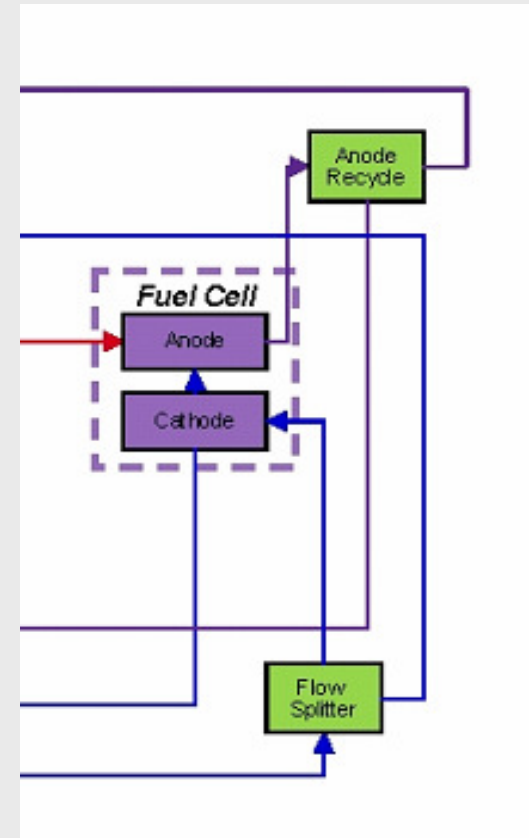 Anode
Recycle
Fuel Cell
Anode
Cathode
Flow
Splitter